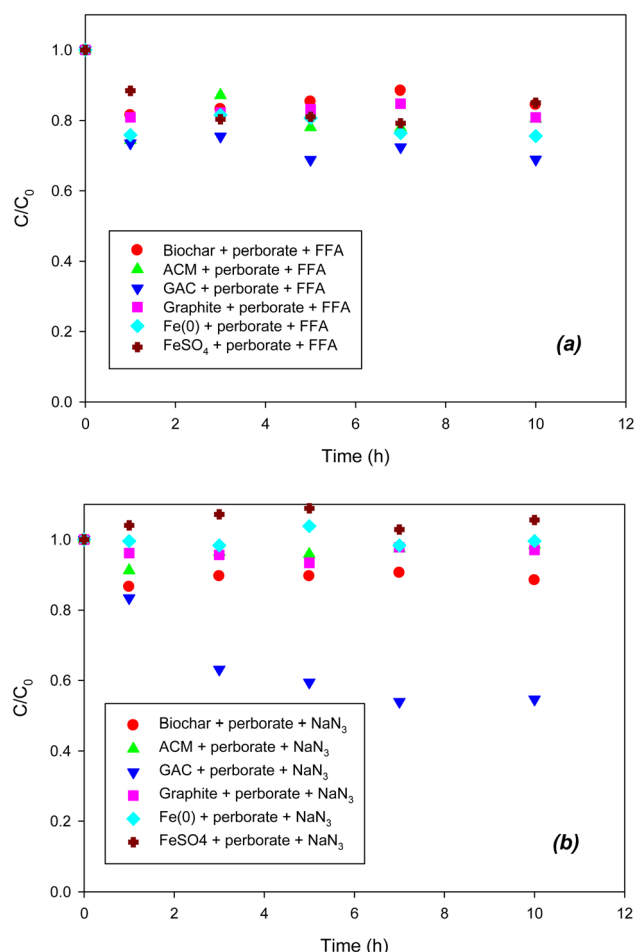 1.0
0.8
0.6
0.4
0.2
0.0
C/C₀
Biochar + perborate + FFA
ACM + perborate + FFA
GAC + perborate + FFA
Graphite + perborate + FFA
Fe(0) + perborate + FFA
FeSO₄ + perborate + FFA
(a)
0 2 4 6 8 10 12
Time (h)
1.0
0.8
0.6
0.4
0.2
0.0
C/C₀
Biochar + perborate + NaN₃
ACM + perborate + NaN₃
GAC + perborate + NaN₃
Graphite + perborate + NaN₃
Fe(0) + perborate + NaN₃
FeSO4 + perborate + NaN₃
(b)
0 2 4 6 8 10 12
Time (h)